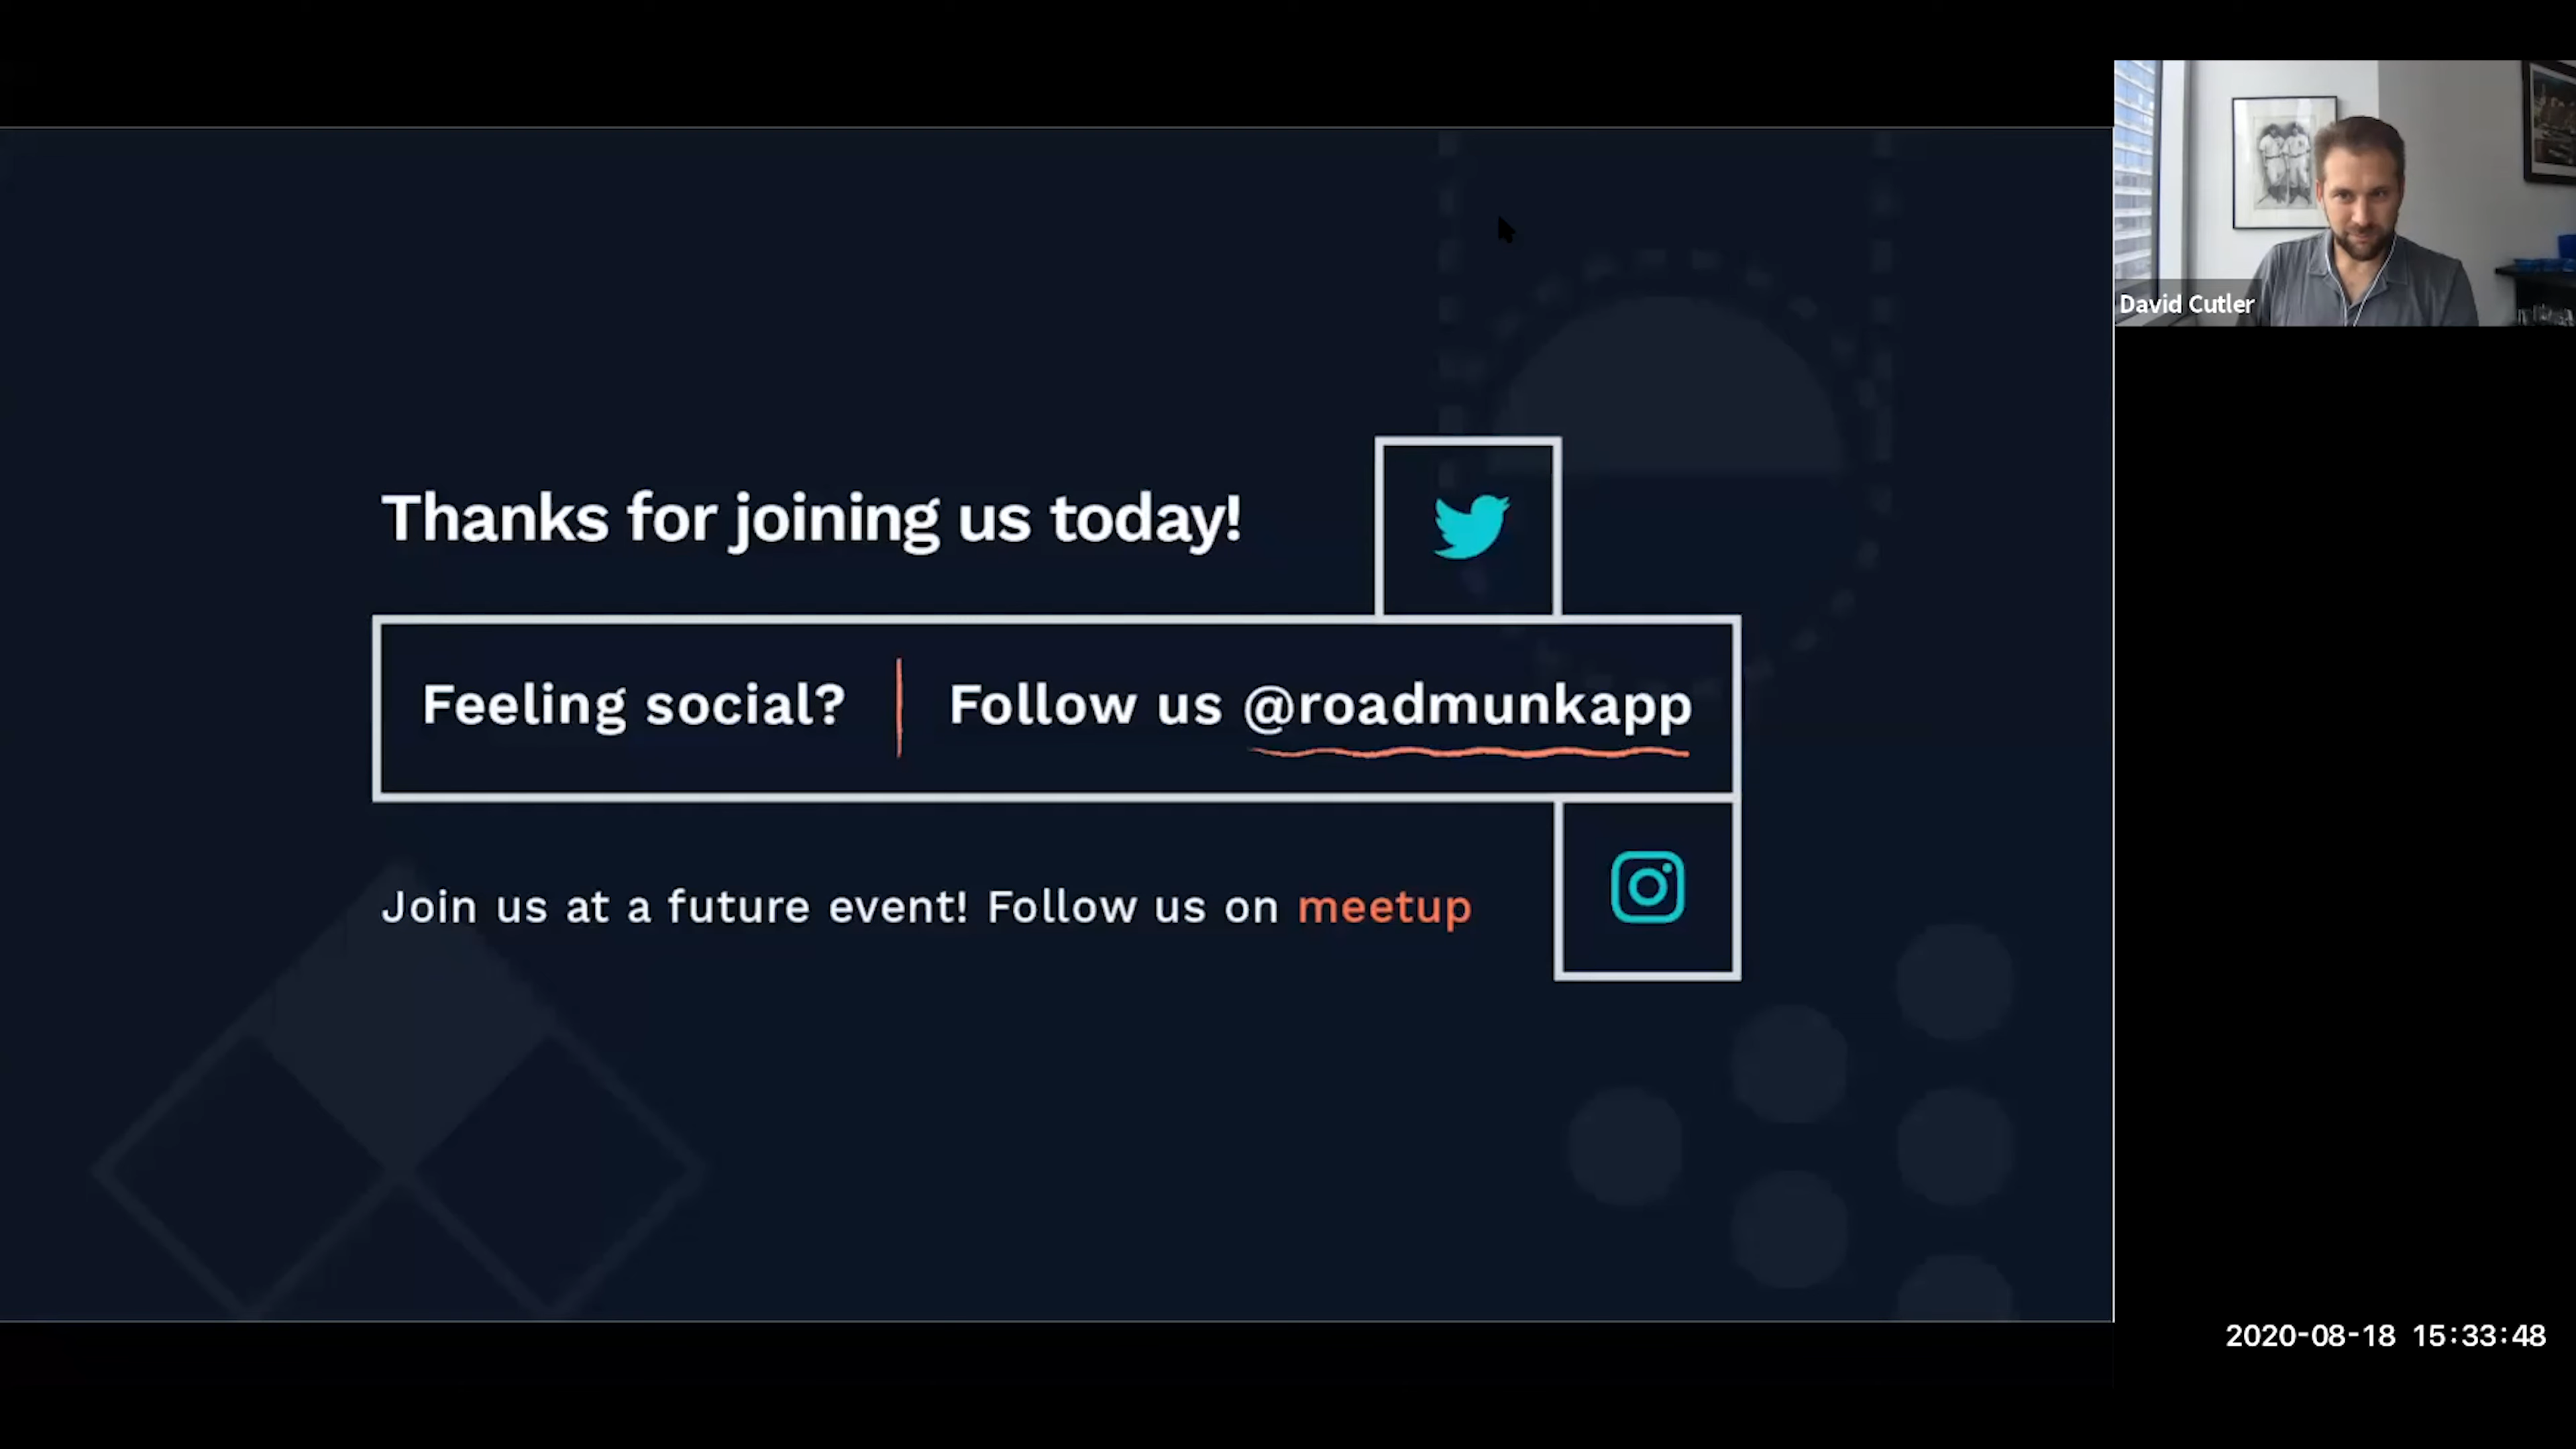 Thanks for joining us today!
Feeling social? Follow us @roadmunkapp
Join us at a future event! Follow us on meetup
David Cutler
2020-08-18 15:33:48